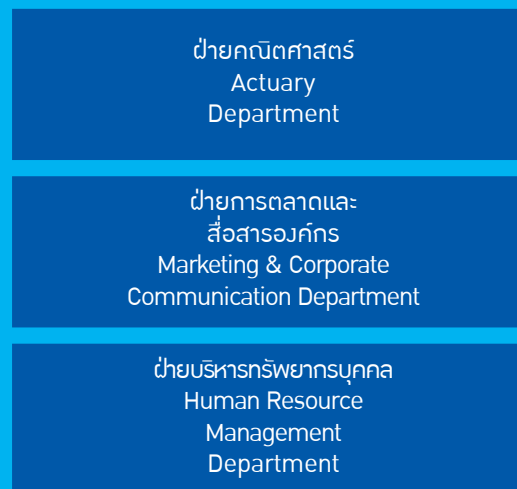 ฝ่ายคณิตศาสตร์
Actuary
Department
ฝ่ายการตลาดและ
สื่อสารองค์กร
Marketing & Corporate
Communication Department
ฝ่ายบริหารทรัพยากรบุคคล
Human Resource
Management
Department